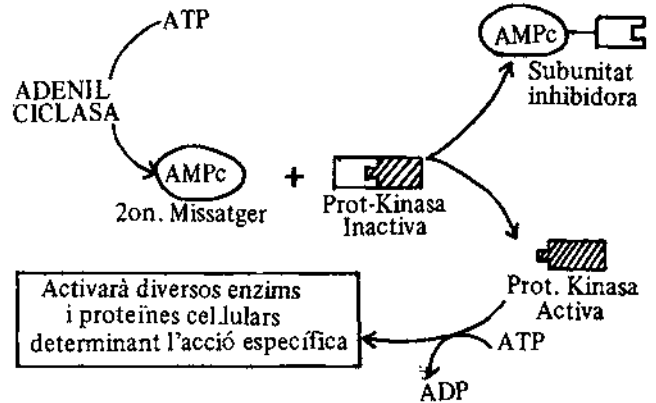 ATP
ADENIL
CICLASA
AMPc
2on. Missatger
+
Prot-Kinasa
Inactiva
AMPc
Subunitat
inhibidora
Prot. Kinasa
Activa
ATP
ADP
Activarà diversos enzims
i proteïnes cel.lulars
determinant l'acció específica